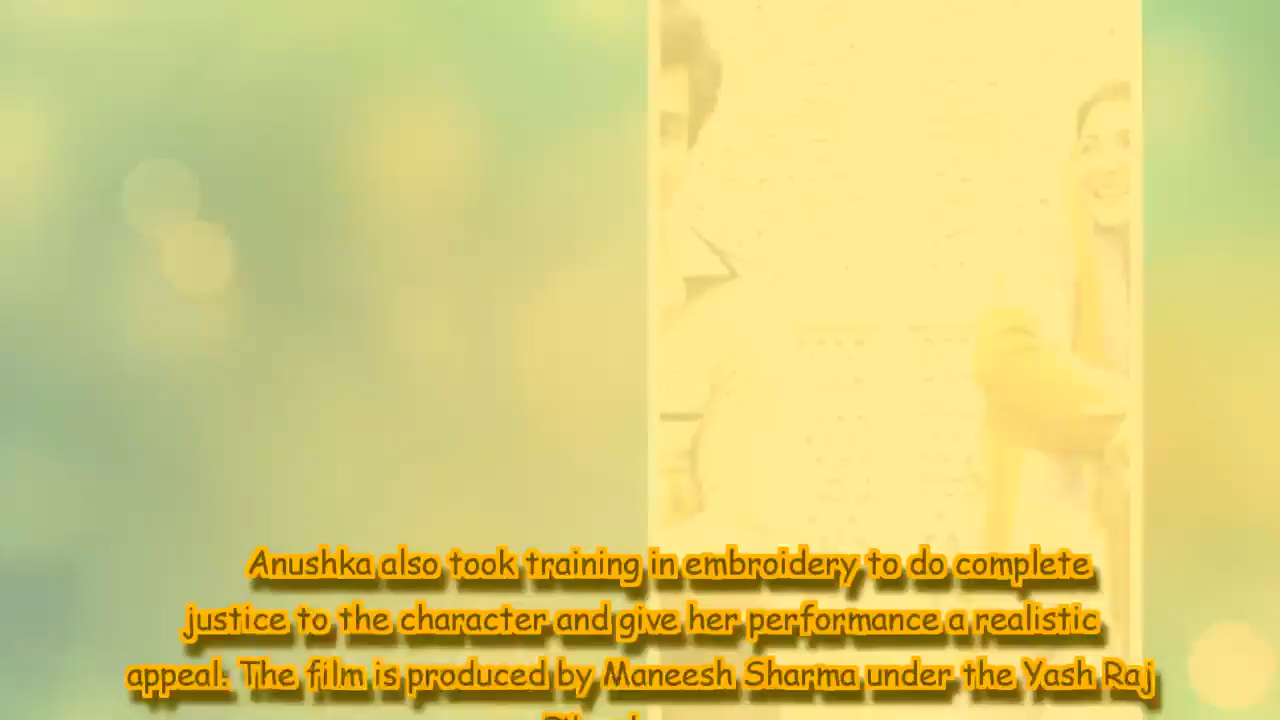 Anushka also took training in embroidery to do complete
justice to the character and give her performance a realistic
appeal. The film is produced by Maneesh Sharma under the Yash Raj